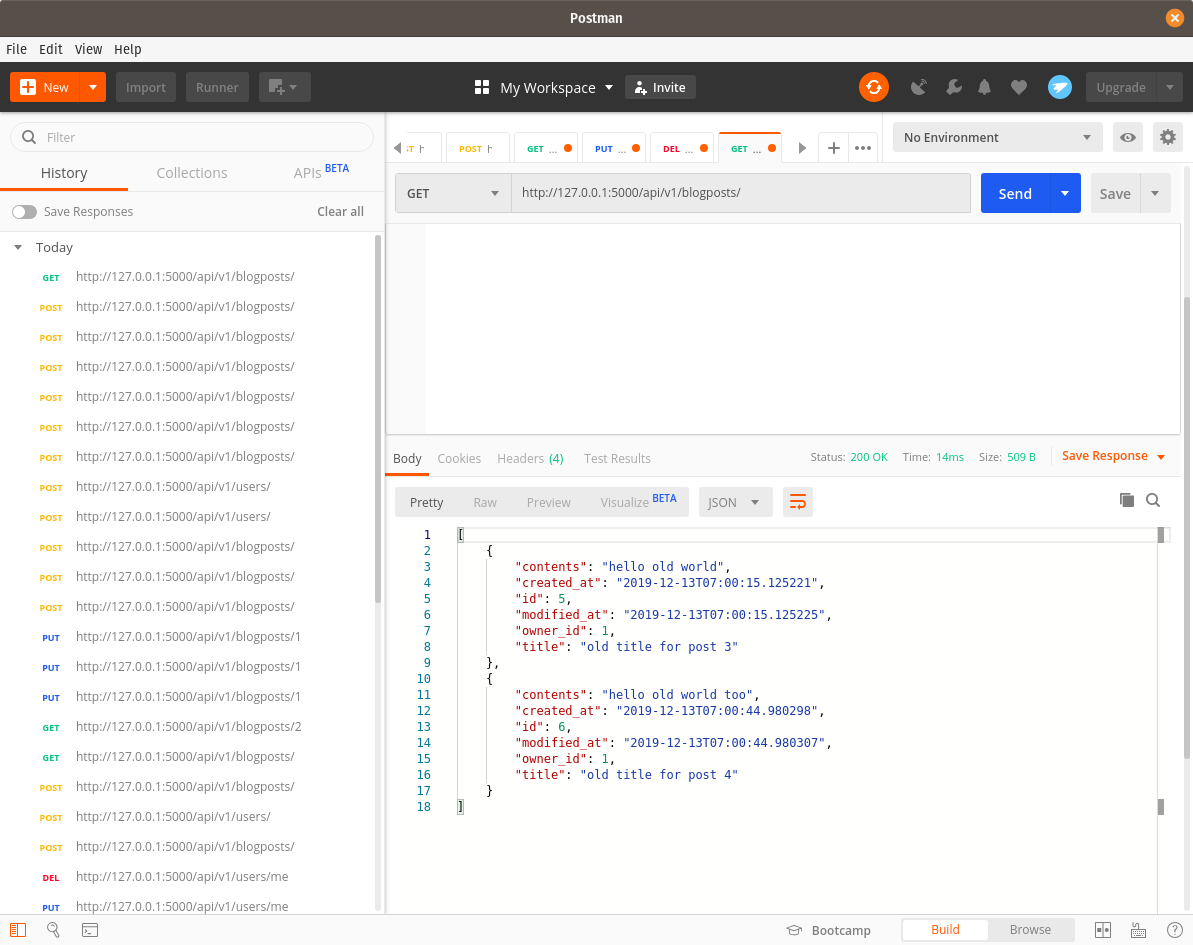 Postman
File Edit View Help
New Import Runner My Workspace Invite Upgrade
Filter
History Collections APIs BETA
Save Responses Clear all
Today
GET http://127.0.0.1:5000/api/v1/blogposts/
POST http://127.0.0.1:5000/api/v1/blogposts/
POST http://127.0.0.1:5000/api/v1/blogposts/
POST http://127.0.0.1:5000/api/v1/blogposts/
POST http://127.0.0.1:5000/api/v1/blogposts/
POST http://127.0.0.1:5000/api/v1/blogposts/
POST http://127.0.0.1:5000/api/v1/blogposts/
POST http://127.0.0.1:5000/api/v1/users/
POST http://127.0.0.1:5000/api/v1/users/
POST http://127.0.0.1:5000/api/v1/blogposts/
POST http://127.0.0.1:5000/api/v1/blogposts/
POST http://127.0.0.1:5000/api/v1/blogposts/
PUT http://127.0.0.1:5000/api/v1/blogposts/1
PUT http://127.0.0.1:5000/api/v1/blogposts/1
PUT http://127.0.0.1:5000/api/v1/blogposts/1
GET http://127.0.0.1:5000/api/v1/blogposts/2
GET http://127.0.0.1:5000/api/v1/blogposts/
POST http://127.0.0.1:5000/api/v1/blogposts/
POST http://127.0.0.1:5000/api/v1/users/
POST http://127.0.0.1:5000/api/v1/blogposts/
DEL http://127.0.0.1:5000/api/v1/users/me
PUT http://127.0.0.1:5000/api/v1/users/me
POST GET ... PUT ... DEL ... GET ... No Environment
GET http://127.0.0.1:5000/api/v1/blogposts/ Send Save
Body Cookies Headers (4) Test Results Status: 200 OK Time: 14ms Size: 509 B Save Response
Pretty Raw Preview Visualize BETA JSON
1 [
2 {
3 "contents": "hello old world",
4 "created_at": "2019-12-13T07:00:15.125221",
5 "id": 5,
6 "modified_at": "2019-12-13T07:00:15.125225",
7 "owner_id": 1,
8 "title": "old title for post 3"
9 },
10 {
11 "contents": "hello old world too",
12 "created_at": "2019-12-13T07:00:44.980298",
13 "id": 6,
14 "modified_at": "2019-12-13T07:00:44.980307",
15 "owner_id": 1,
16 "title": "old title for post 4"
17 }
18 ]
Bootcamp Build Browse